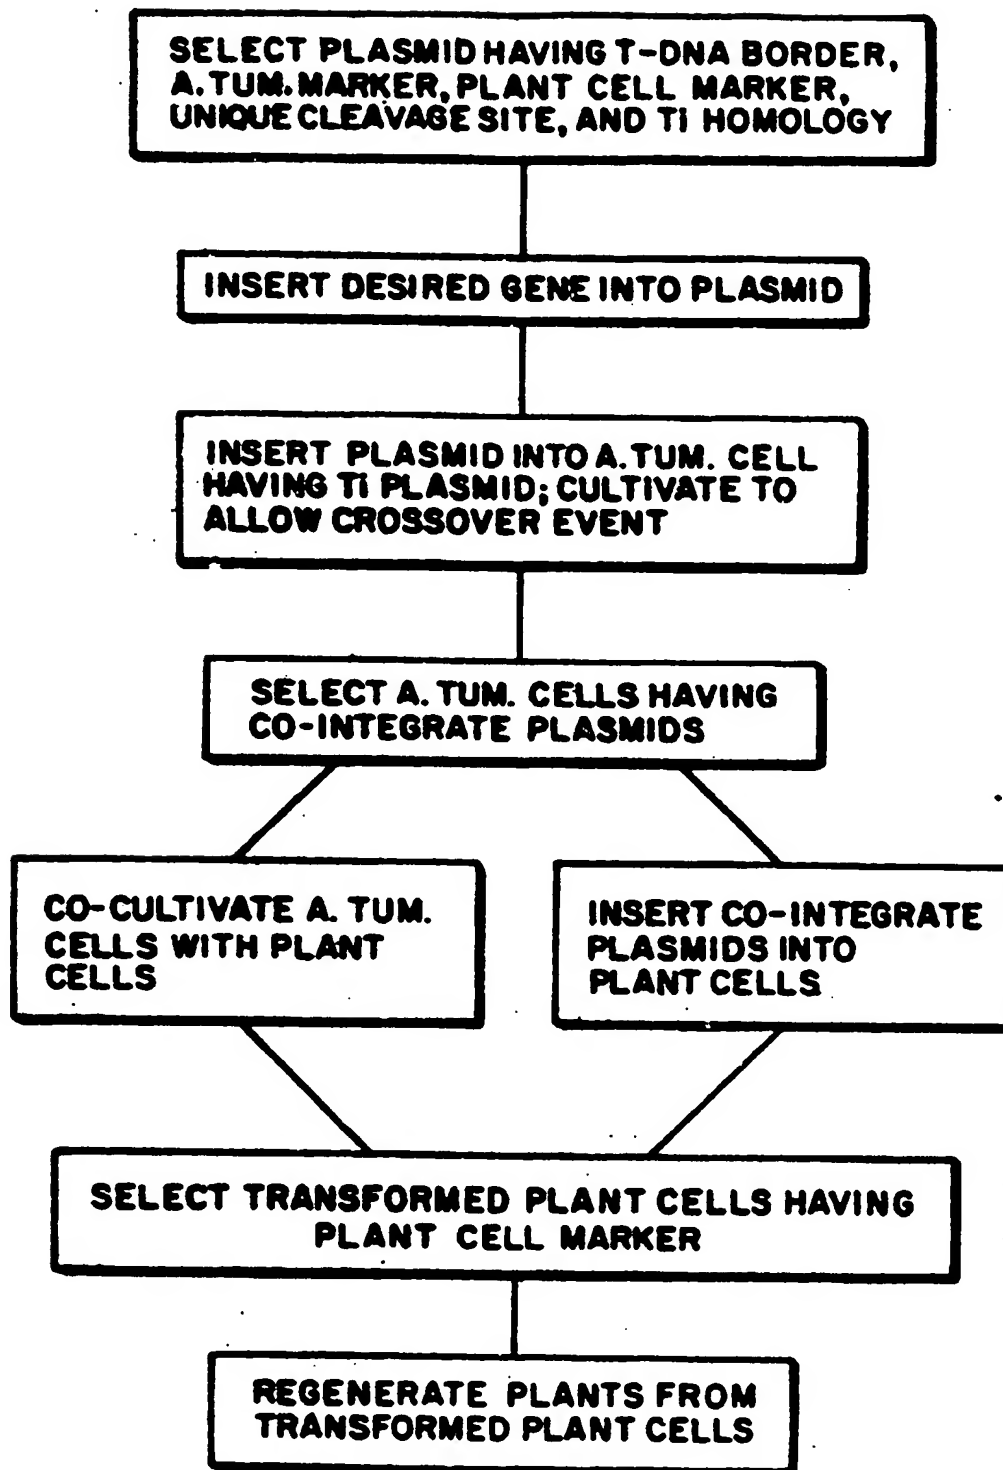 SELECT PLASMID HAVING T-DNA BORDER,
A. TUM. MARKER, PLANT CELL MARKER,
UNIQUE CLEAVAGE SITE, AND Ti HOMOLOGY
INSERT DESIRED GENE INTO PLASMID
INSERT PLASMID INTO A. TUM. CELL
HAVING Ti PLASMID; CULTIVATE TO
ALLOW CROSSOVER EVENT
SELECT A. TUM. CELLS HAVING
CO-INTEGRATE PLASMIDS
CO-CULTIVATE A. TUM.
CELLS WITH PLANT
CELLS
INSERT CO-INTEGRATE
PLASMIDS INTO
PLANT CELLS
SELECT TRANSFORMED PLANT CELLS HAVING
PLANT CELL MARKER
REGENERATE PLANTS FROM
TRANSFORMED PLANT CELLS